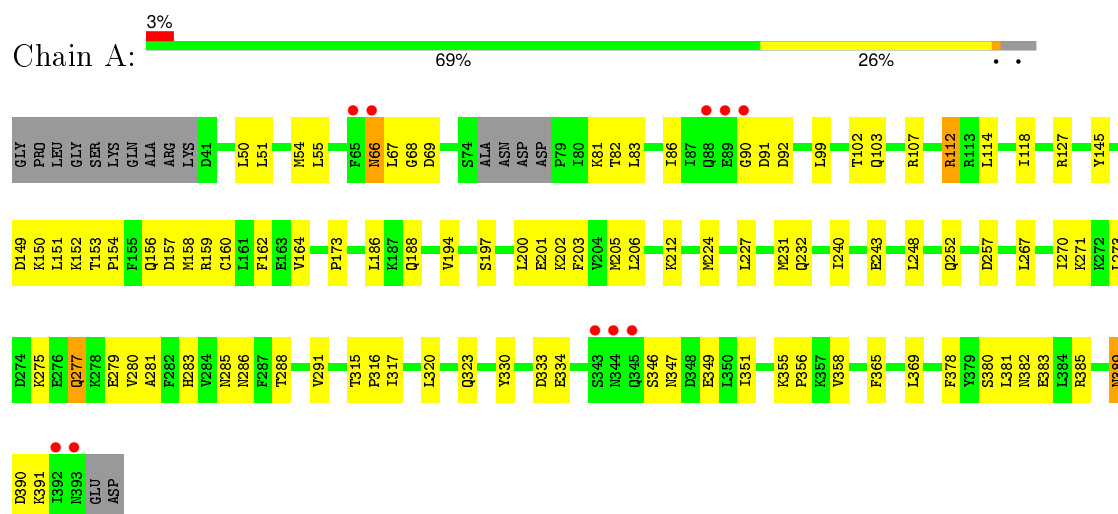 3%
Chain A:
69% 26% • •
GLY PRO LEU GLY SER LYS GLN ALA ARG LYS D41 L50 L51 M54 L55 F65 N66 L67 G68 D69 S74 ALA ASN ASP ASP P79 I80 K81 T82 L83 I86 I87 Q88 E89 G90 D91 D92 L99 T102 Q103 R107 R112 R113 L114 I118 R127 Y145
D149 K150 L151 K152 T153 P154 F155 Q156 D157 M158 R159 C160 L161 F162 E163 V164 P173 L186 K187 Q188 V194 S197 L200 E201 K202 F203 V204 M205 L206 K212 M224 L227 M231 Q232 I240 E243 L248 Q252 D257 L267 I270 K271 K272 L273
D274 K275 E276 Q277 K278 E279 V280 A281 F282 H283 V284 N285 N286 F287 T288 V291 T315 P316 I317 L320 Q323 Y330 D333 E334 S343 N344 Q345 S346 N347 D348 E349 L350 I351 K355 P356 K357 V358 F365 L369 F378 Y379 S380 L381 N382 E383 L384 R385 N389
D390 K391 I392 N393 GLU ASP